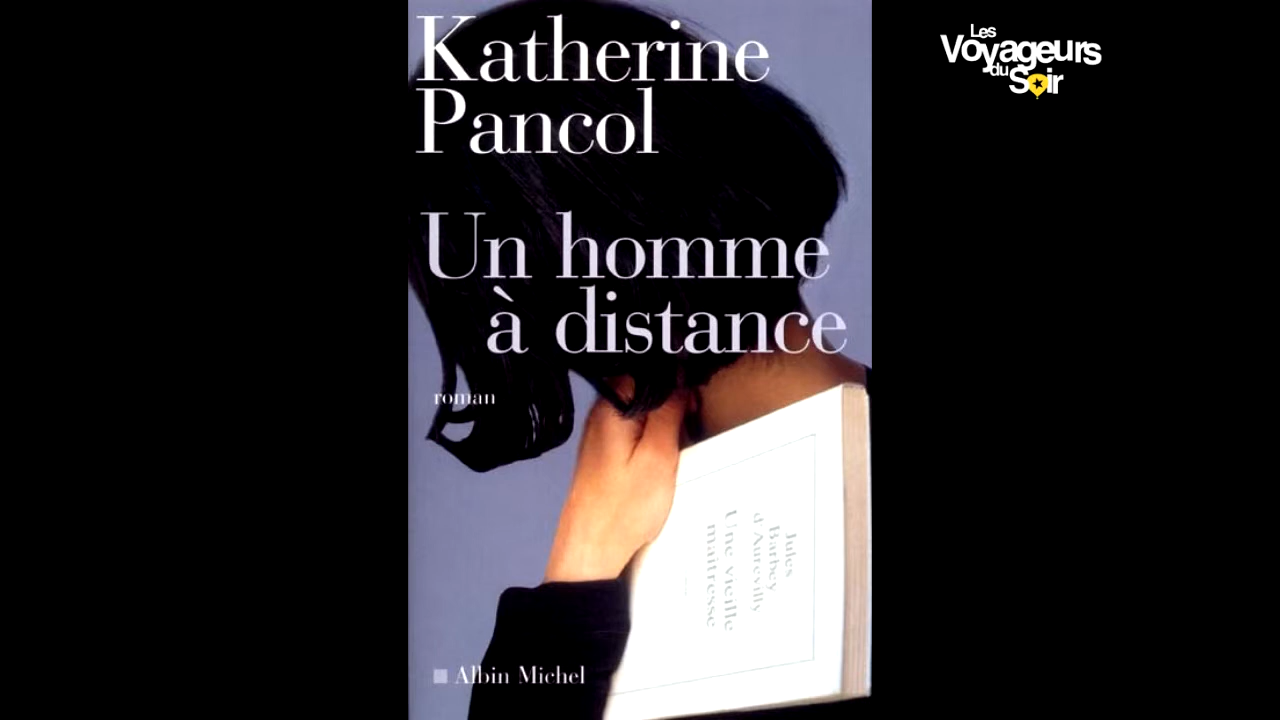 Katherine
Pancol
Un homme
à distance
roman
Albin Michel
Jules
Barbey
d'Aurevilly
Une vieille
maîtresse
Les
Voyageurs
du
Soir